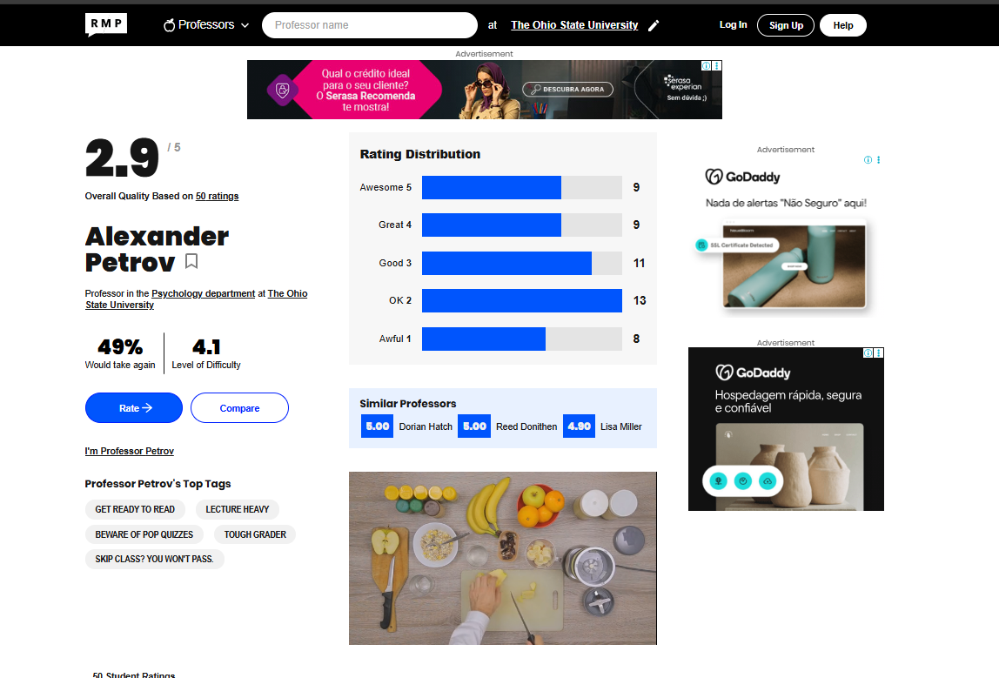 RMP
Professors
Professor name
at
The Ohio State University
Log In
Sign Up
Help
Advertisement
Qual o crédito ideal
para o seu cliente?
O Serasa Recomenda
te mostra!
DESCUBRA AGORA
serasa
experian
Sem dúvida ;)
2.9 / 5
Overall Quality Based on 50 ratings
Alexander
Petrov
Professor in the Psychology department at The Ohio
State University
49%
Would take again
4.1
Level of Difficulty
Rate →
Compare
I'm Professor Petrov
Professor Petrov's Top Tags
GET READY TO READ
LECTURE HEAVY
BEWARE OF POP QUIZZES
TOUGH GRADER
SKIP CLASS? YOU WON'T PASS.
50 Student Ratings
Rating Distribution
Awesome 5 9
Great 4 9
Good 3 11
OK 2 13
Awful 1 8
Similar Professors
5.00 Dorian Hatch
5.00 Reed Donithen
4.90 Lisa Miller
Advertisement
GoDaddy
Nada de alertas "Não Seguro" aqui!
SSL Certificate Detected
Advertisement
GoDaddy
Hospedagem rápida, segura
e confiável